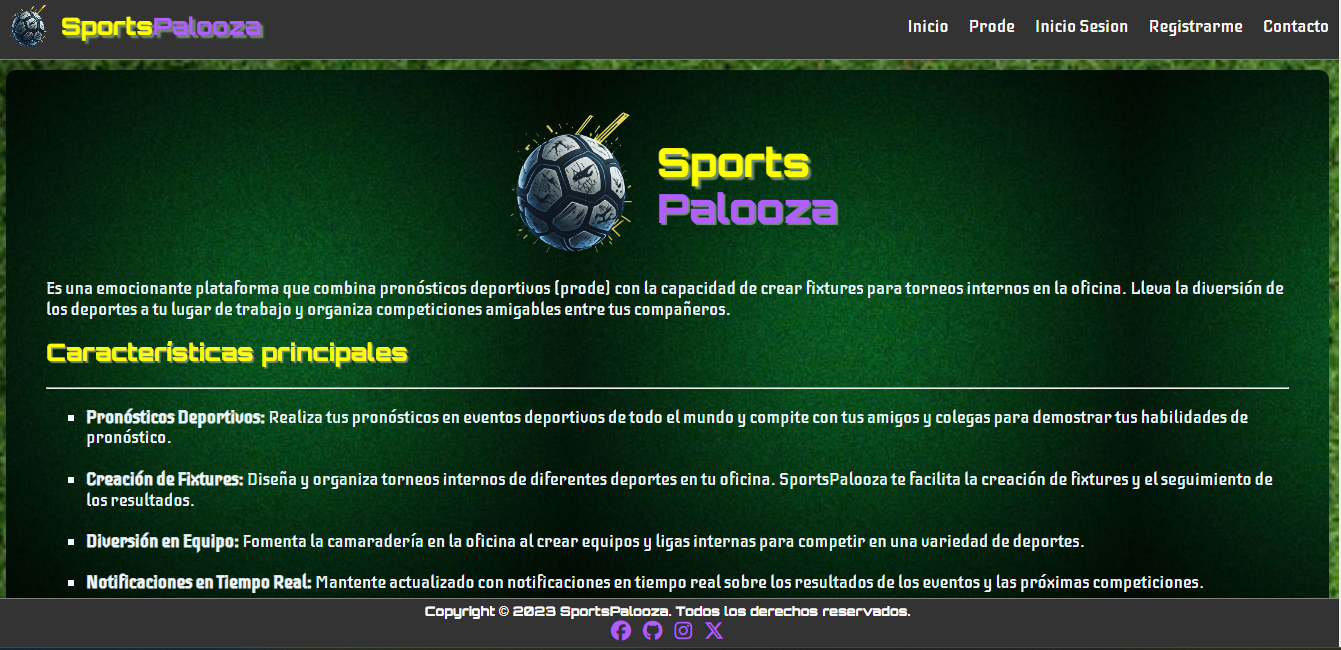 SportsPalooza
Inicio Prode Inicio Sesion Registrarme Contacto
Sports
Palooza
Es una emocionante plataforma que combina pronósticos deportivos (prode) con la capacidad de crear fixtures para torneos internos en la oficina. Lleva la diversión de
los deportes a tu lugar de trabajo y organiza competiciones amigables entre tus compañeros.
Características principales
Pronósticos Deportivos: Realiza tus pronósticos en eventos deportivos de todo el mundo y compite con tus amigos y colegas para demostrar tus habilidades de
pronóstico.
Creación de Fixtures: Diseña y organiza torneos internos de diferentes deportes en tu oficina. SportsPalooza te facilita la creación de fixtures y el seguimiento de
los resultados.
Diversión en Equipo: Fomenta la camaradería en la oficina al crear equipos y ligas internas para competir en una variedad de deportes.
Notificaciones en Tiempo Real: Mantente actualizado con notificaciones en tiempo real sobre los resultados de los eventos y las próximas competiciones.
Copyright © 2023 SportsPalooza. Todos los derechos reservados.